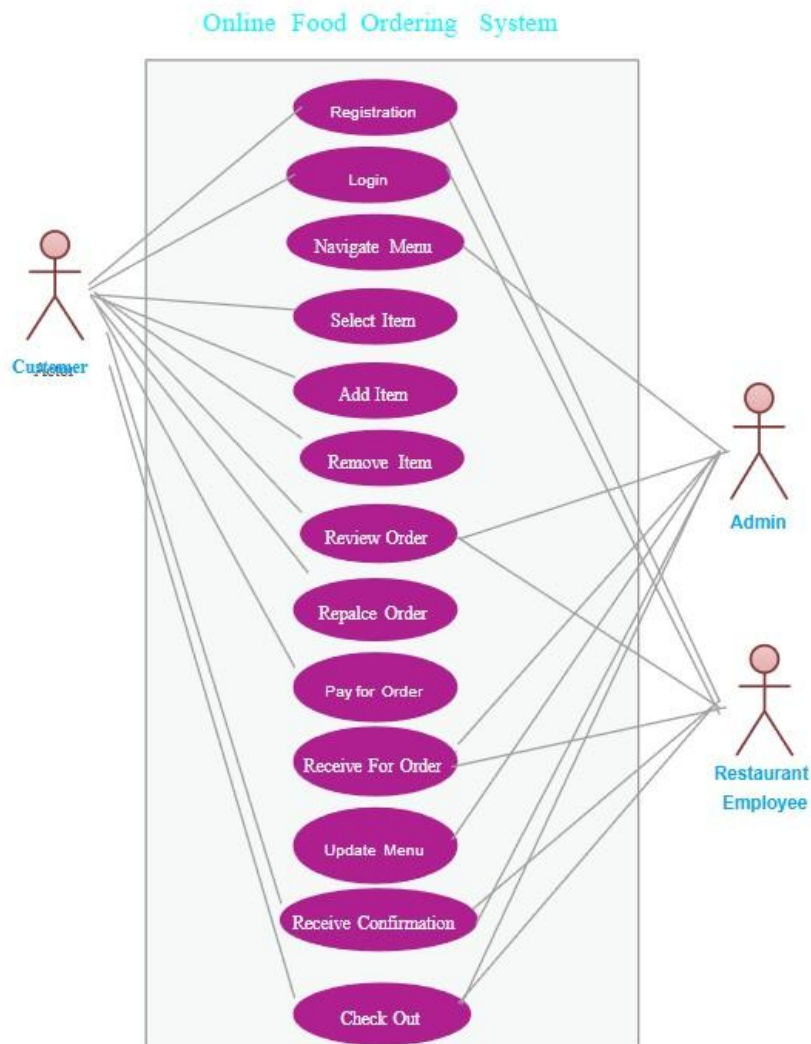 Online Food Ordering System
Registration
Login
Navigate Menu
Select Item
Customer
Actor
Add Item
Remove Item
Admin
Review Order
Repalce Order
Pay for Order
Receive For Order
Restaurant
Employee
Update Menu
Receive Confirmation
Check Out